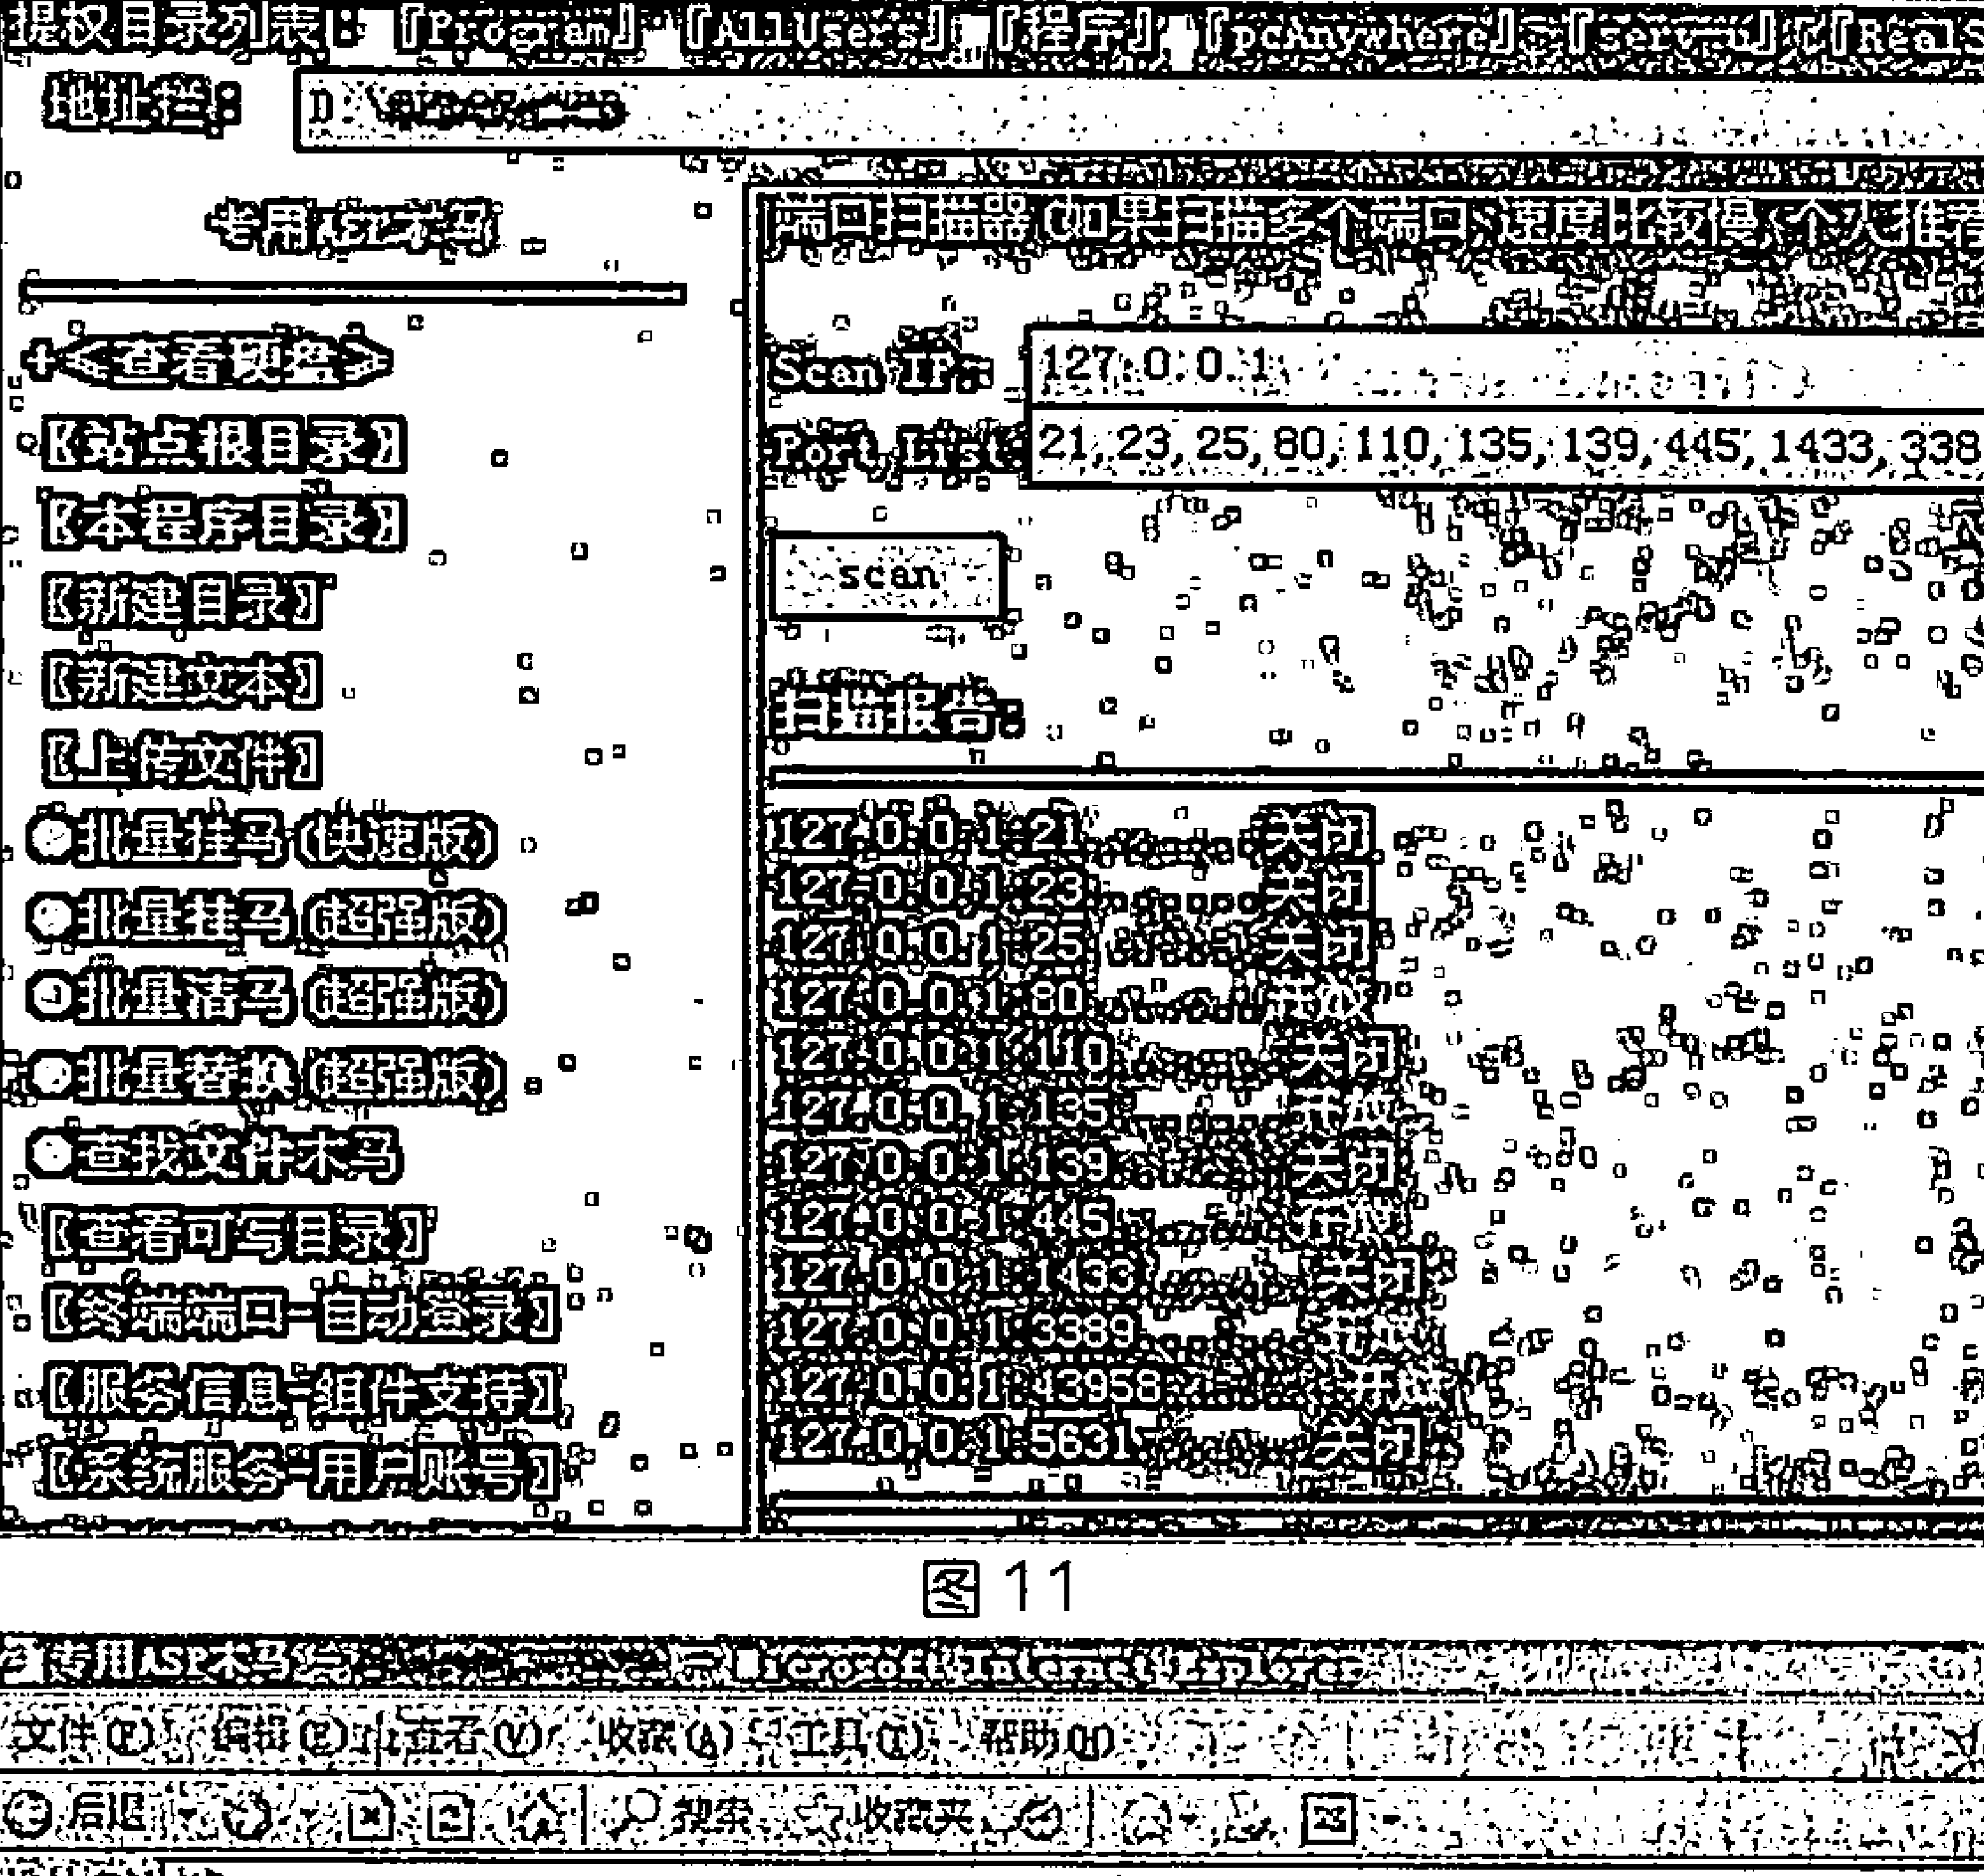 提权目录列表: 『Program』 『AllUsers』 『程序』 『pcAnywhere』 『serv-u』 『RealS
地址栏: D:\
专用ASP木马
+<查看硬盘>
【站点根目录】
【本程序目录】
【新建目录】
【新建文本】
【上传文件】
批量挂马(快速版)
批量挂马(超强版)
批量清马(超强版)
批量替换(超强版)
查找文件木马
【查看可写目录】
【终端端口-自动登录】
【服务信息-组件支持】
【系统服务-用户账号】
端口扫描器(如果扫描多个端口,速度比较慢,个人推荐
Scan IP: 127.0.0.1
Port List: 21,23,25,80,110,135,139,445,1433,338
scan
扫描报告:
127.0.0.1:21.........关闭
127.0.0.1:23.........关闭
127.0.0.1:25.........关闭
127.0.0.1:80.........开放
127.0.0.1:110.........关闭
127.0.0.1:135.........开放
127.0.0.1:139.........关闭
127.0.0.1:445.........开放
127.0.0.1:1433.........关闭
127.0.0.1:3389.........开放
127.0.0.1:43958.........开放
127.0.0.1:5631.........关闭
图 11
专用ASP木马 Microsoft Internet Explorer
文件(F) 编辑(E) 查看(V) 收藏(A) 工具(T) 帮助(H)
后退 搜索 收藏夹